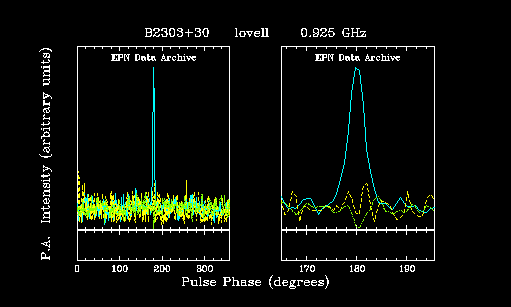 B2303+30 lovell 0.925 GHz
EPN Data Archive
EPN Data Archive
P.A. Intensity (arbitrary units)
0 100 200 300
170 180 190
Pulse Phase (degrees)